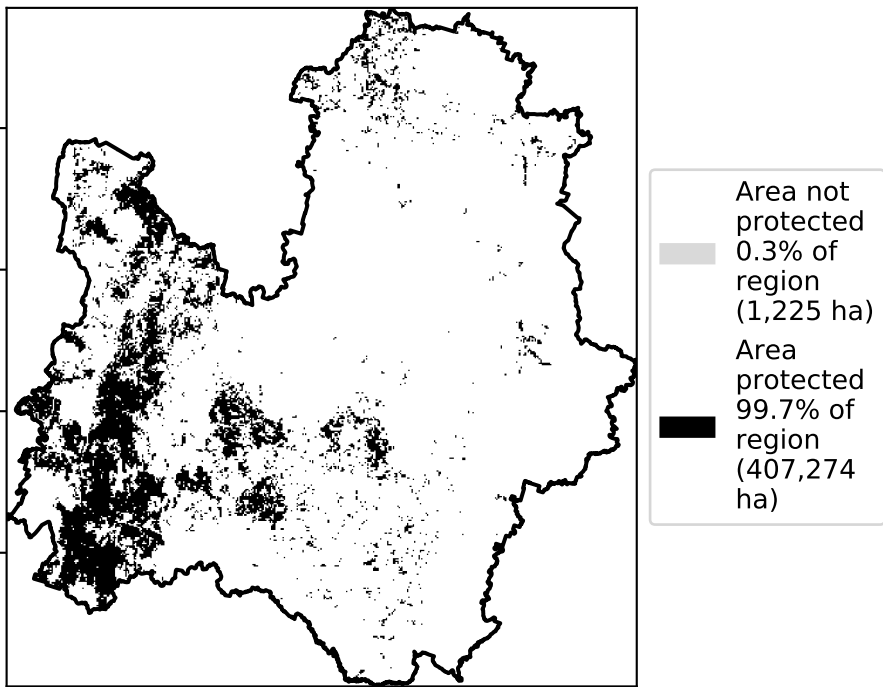 Area not
protected
0.3% of
region
(1,225 ha)
Area
protected
99.7% of
region
(407,274
ha)